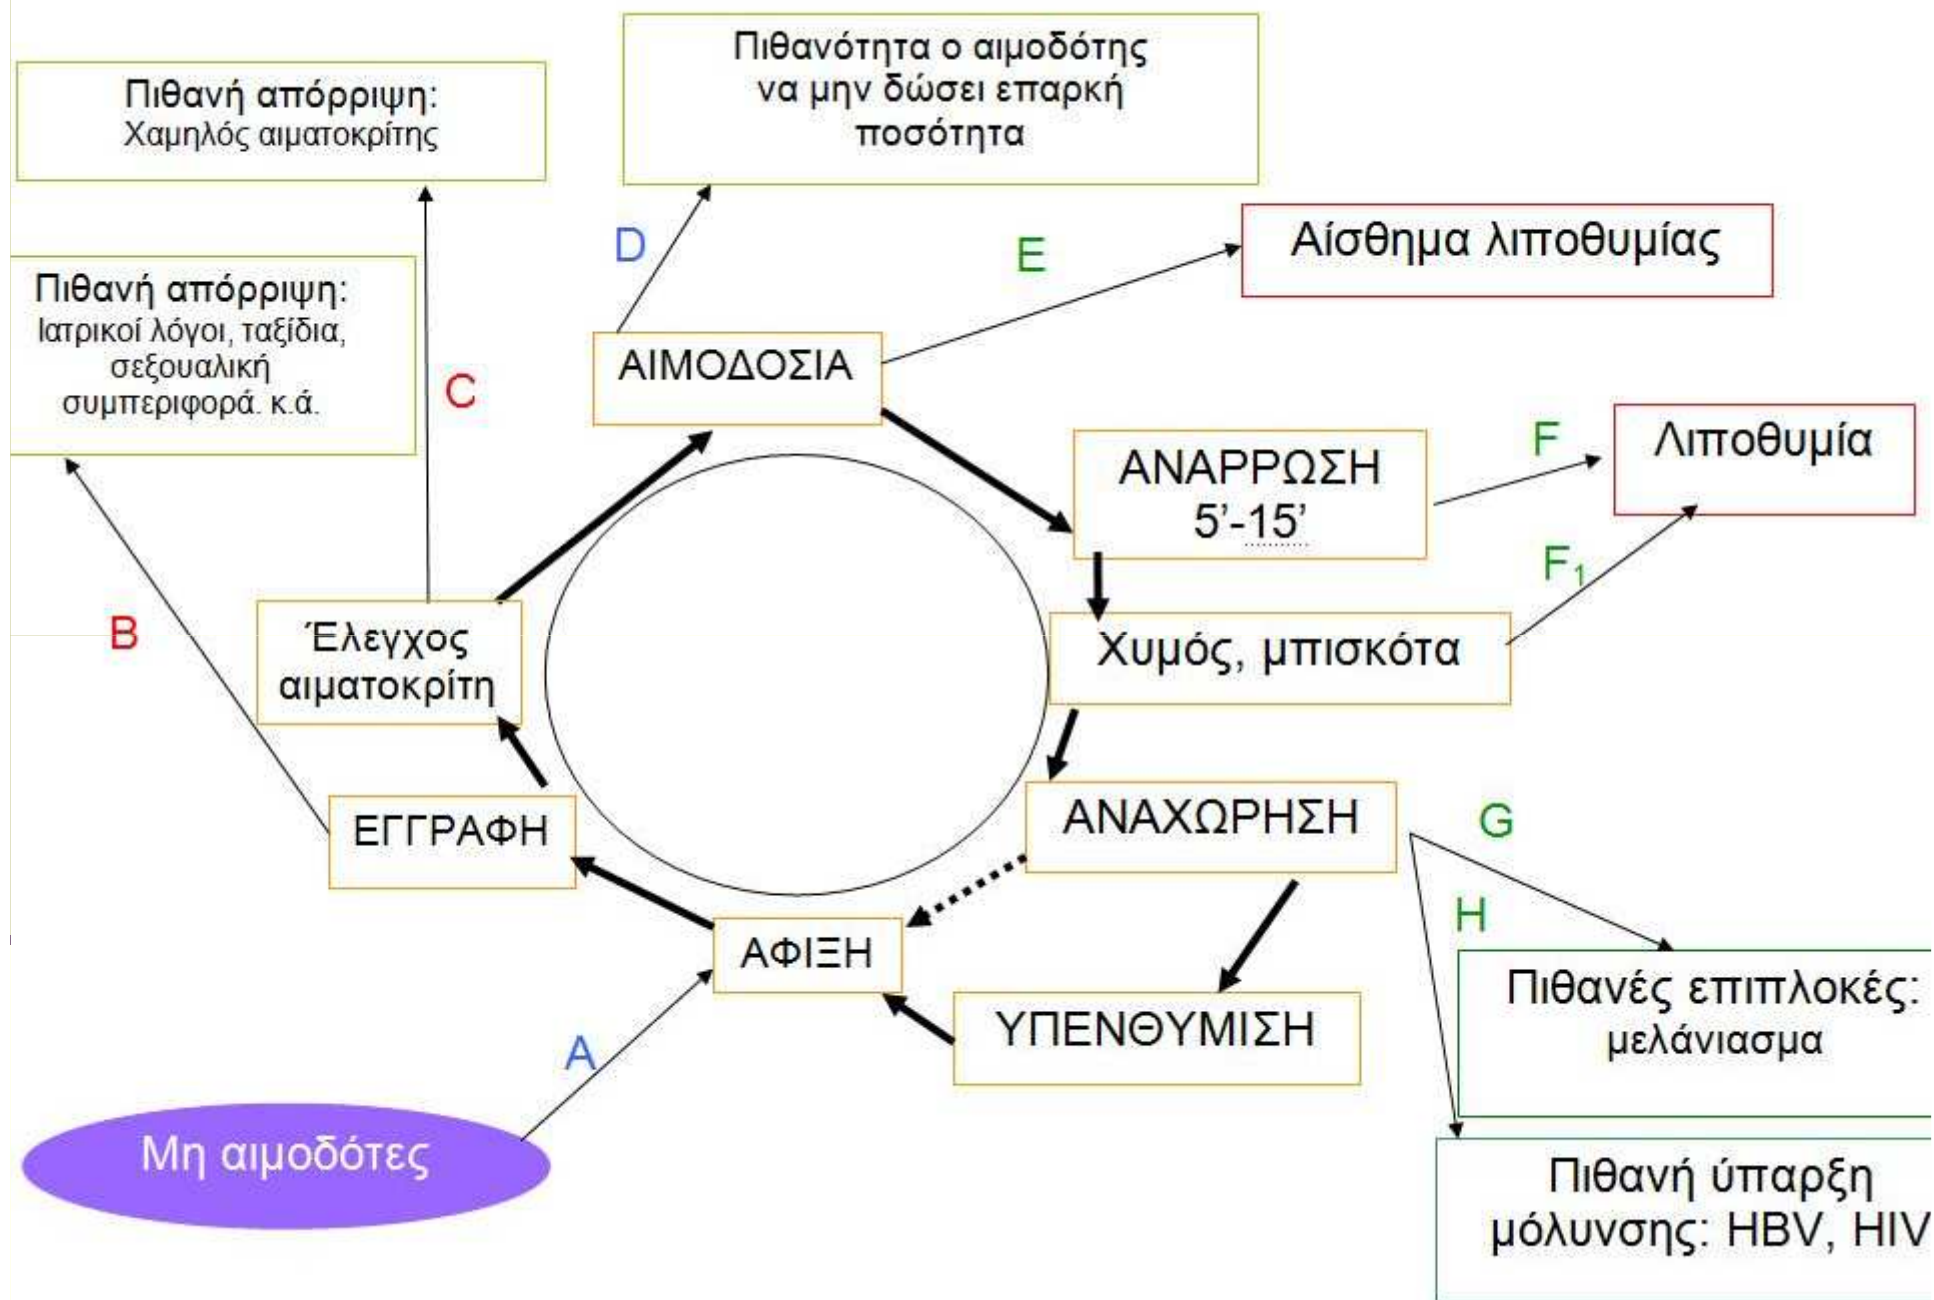 Πιθανότητα ο αιμοδότης
να μην δώσει επαρκή
ποσότητα
Πιθανή απόρριψη:
Χαμηλός αιματοκρίτης
D
E
Αίσθημα λιποθυμίας
Πιθανή απόρριψη:
Ιατρικοί λόγοι, ταξίδια,
σεξουαλική
συμπεριφορά. κ.ά.
C
ΑΙΜΟΔΟΣΙΑ
ΑΝΑΡΡΩΣΗ
5’-15’
F
Λιποθυμία
F1
B
Έλεγχος
αιματοκρίτη
Χυμός, μπισκότα
ΕΓΓΡΑΦΗ
ΑΝΑΧΩΡΗΣΗ
G
H
ΑΦΙΞΗ
ΥΠΕΝΘΥΜΙΣΗ
Πιθανές επιπλοκές:
μελάνιασμα
A
Μη αιμοδότες
Πιθανή ύπαρξη
μόλυνσης: HBV, HIV